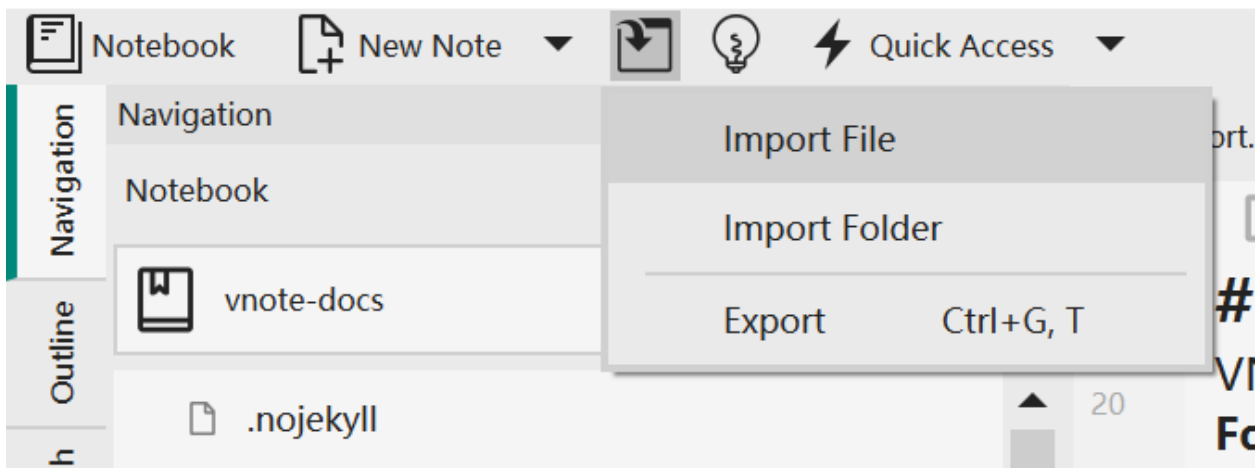 Notebook New Note Quick Access
Navigation
Navigation
Import File
ort.
Notebook
Import Folder
vnote-docs
Export Ctrl+G, T
#
Outline
.nojekyll
20
h